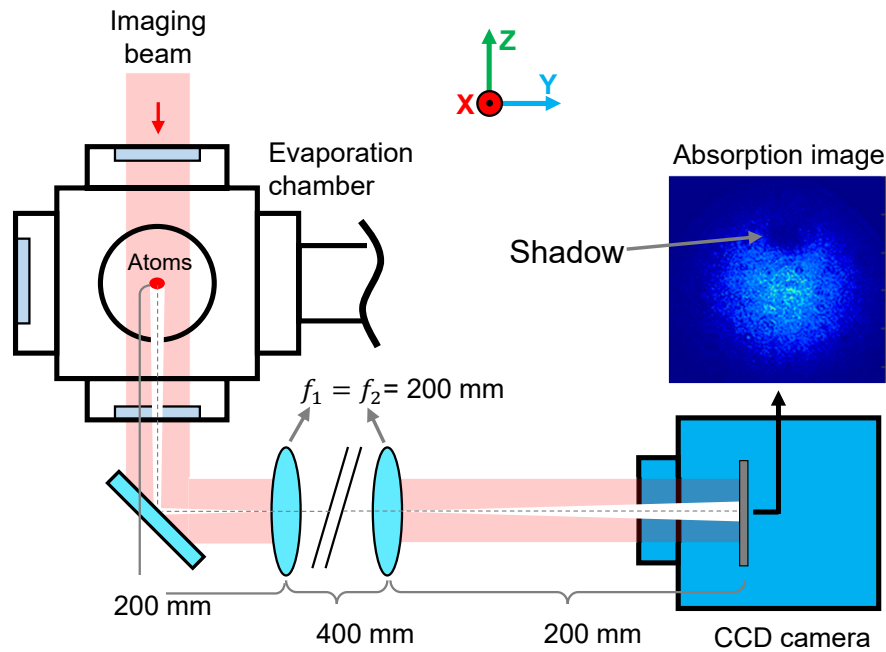 Imaging
beam
Z
Y
X
Evaporation
chamber
Absorption image
Shadow
Atoms
f₁ = f₂= 200 mm
200 mm
400 mm
200 mm
CCD camera